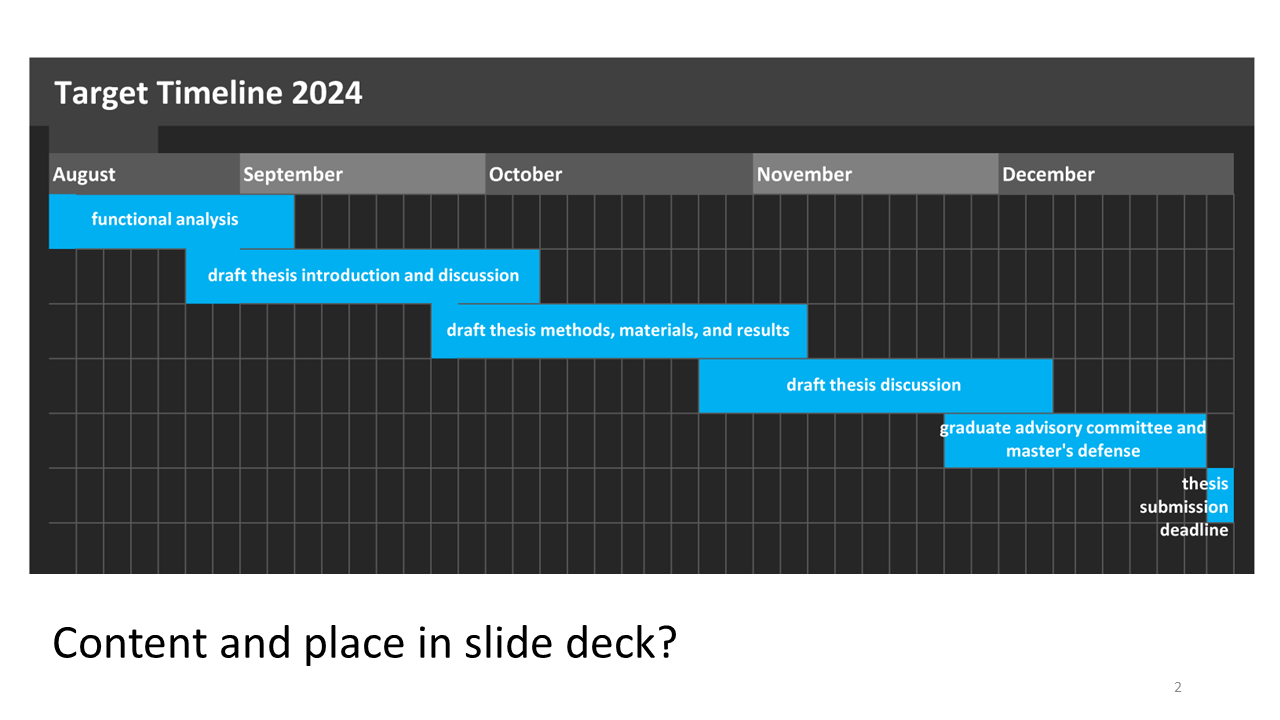 Target Timeline 2024
August September October November December
functional analysis
draft thesis introduction and discussion
draft thesis methods, materials, and results
draft thesis discussion
graduate advisory committee and
master's defense
thesis
submission
deadline
Content and place in slide deck?
2